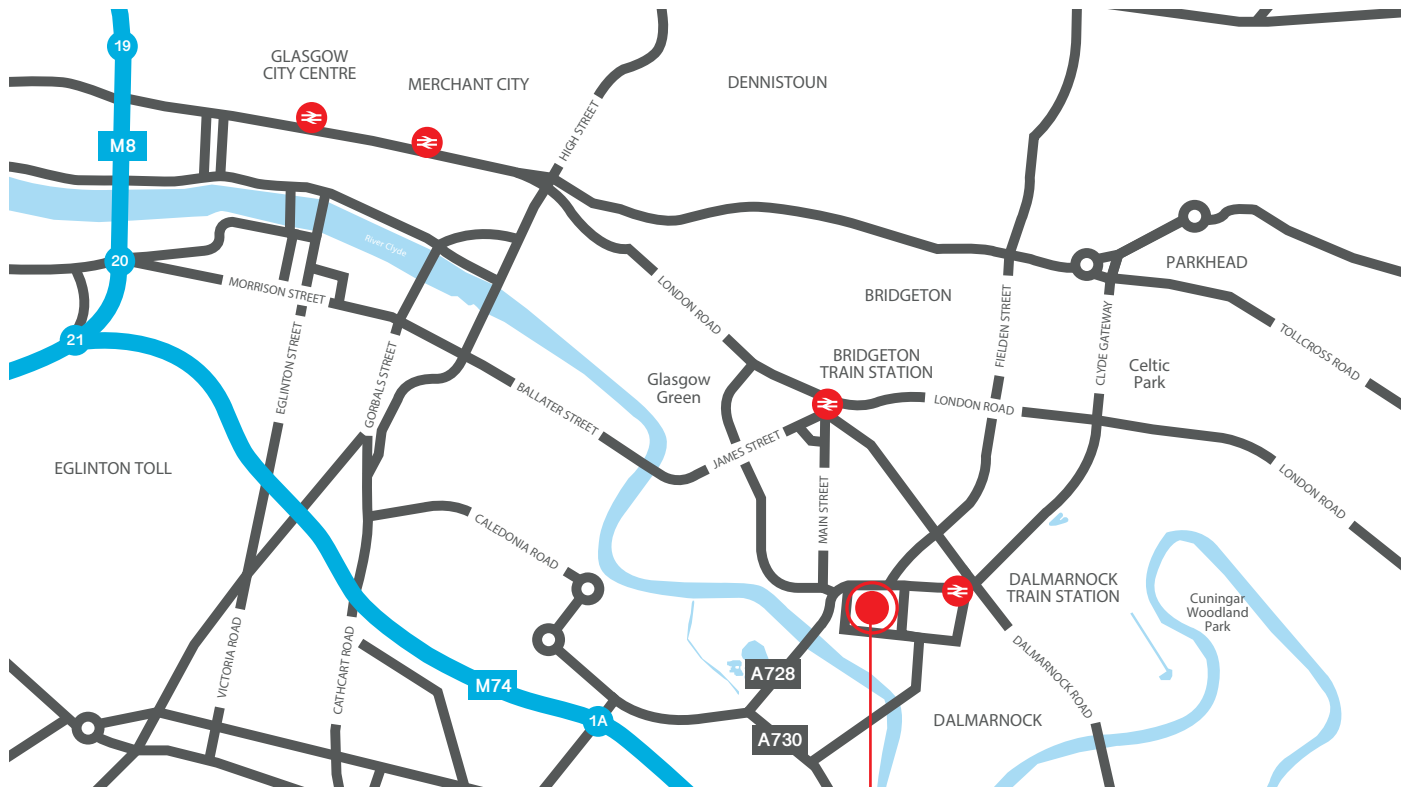 19
GLASGOW
CITY CENTRE
MERCHANT CITY
DENNISTOUN
HIGH STREET
M8
River Clyde
20
MORRISON STREET
PARKHEAD
BRIDGETON
LONDON ROAD
FIELDEN STREET
CLYDE GATEWAY
TOLLCROSS ROAD
21
EGLINTON STREET
GORBALS STREET
BALLATER STREET
Glasgow
Green
BRIDGETON
TRAIN STATION
Celtic
Park
LONDON ROAD
JAMES STREET
EGLINTON TOLL
LONDON ROAD
MAIN STREET
CALEDONIA ROAD
DALMARNOCK
TRAIN STATION
Cuningar
Woodland
Park
VICTORIA ROAD
CATHCART ROAD
DALMARNOCK ROAD
A728
M74
1A
DALMARNOCK
A730